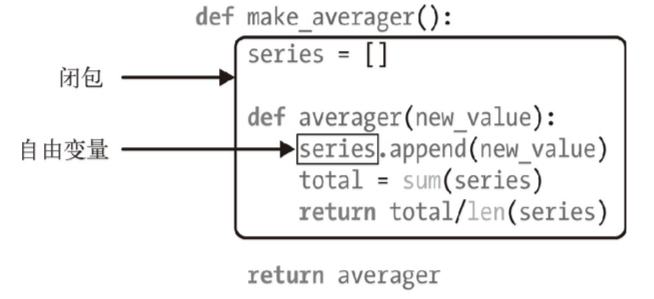 def make_averager():
series = []
闭包
def averager(new_value):
自由变量
series.append(new_value)
total = sum(series)
return total/len(series)
return averager